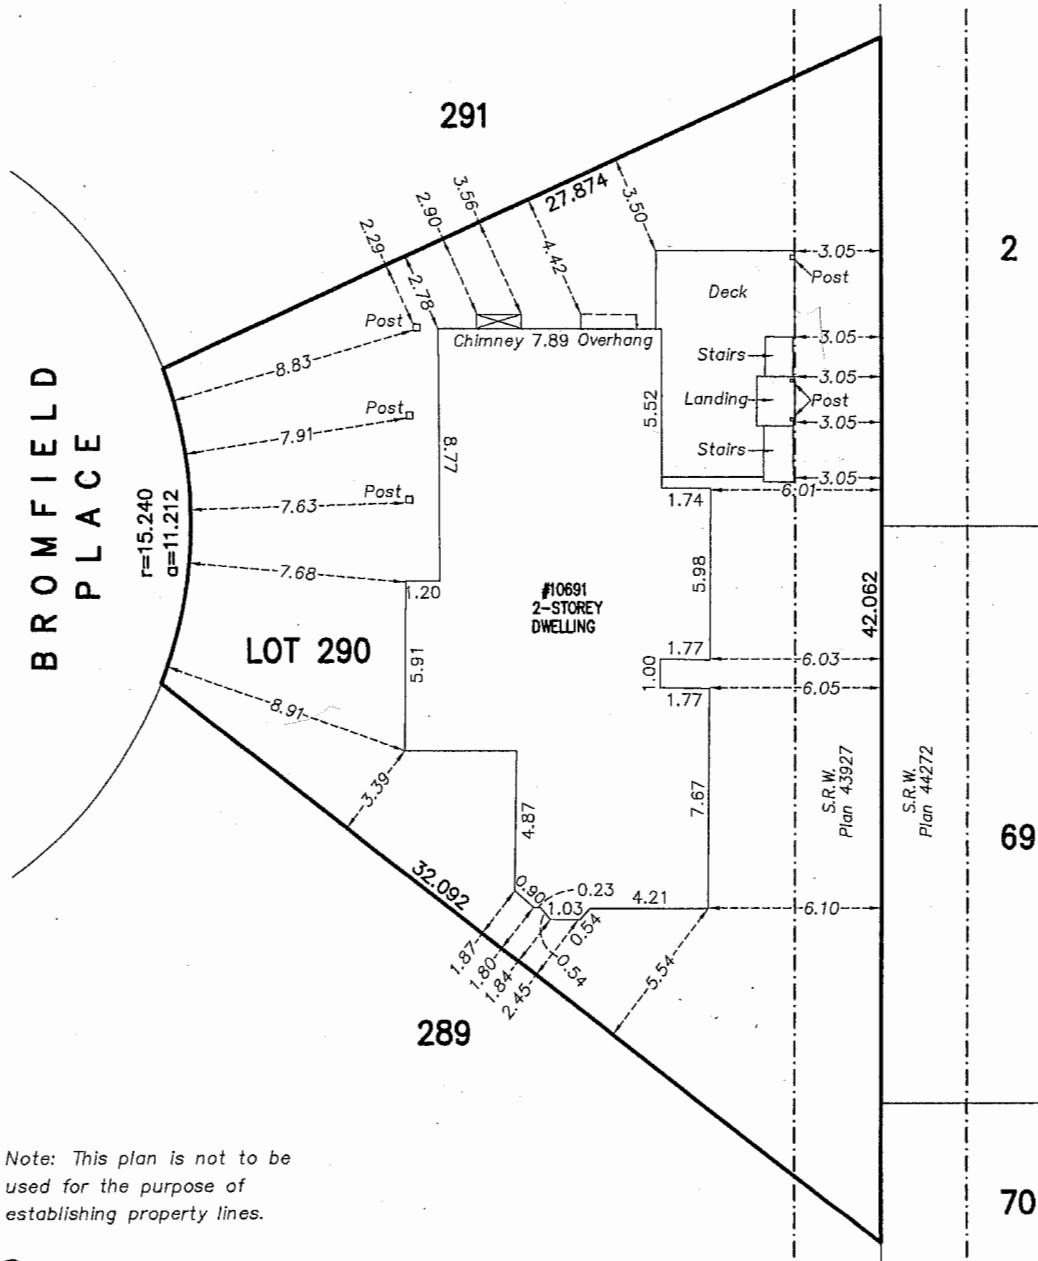 291
27.874
3.56
2.90
2.29
2.78
4.42
3.50
3.05
Post
Deck
2
Post
Chimney 7.89 Overhang
3.05
Stairs
8.83
3.05
Landing
Post
3.05
Post
7.91
5.52
8.77
Stairs
3.05
6.01
1.74
Post
7.63
BROMFIELD
PLACE
r=15.240
a=11.212
7.68
1.20
#10691
2-STOREY
DWELLING
5.98
42.062
LOT 290
5.91
1.77
6.03
1.00
1.77
6.05
8.91
3.39
4.87
7.67
S.R.W.
Plan 43927
S.R.W.
Plan 44272
69
32.092
0.90
0.23
1.03
4.21
6.10
0.54
0.54
1.87
1.80
1.84
2.45
5.54
289
Note: This plan is not to be
used for the purpose of
establishing property lines.
70